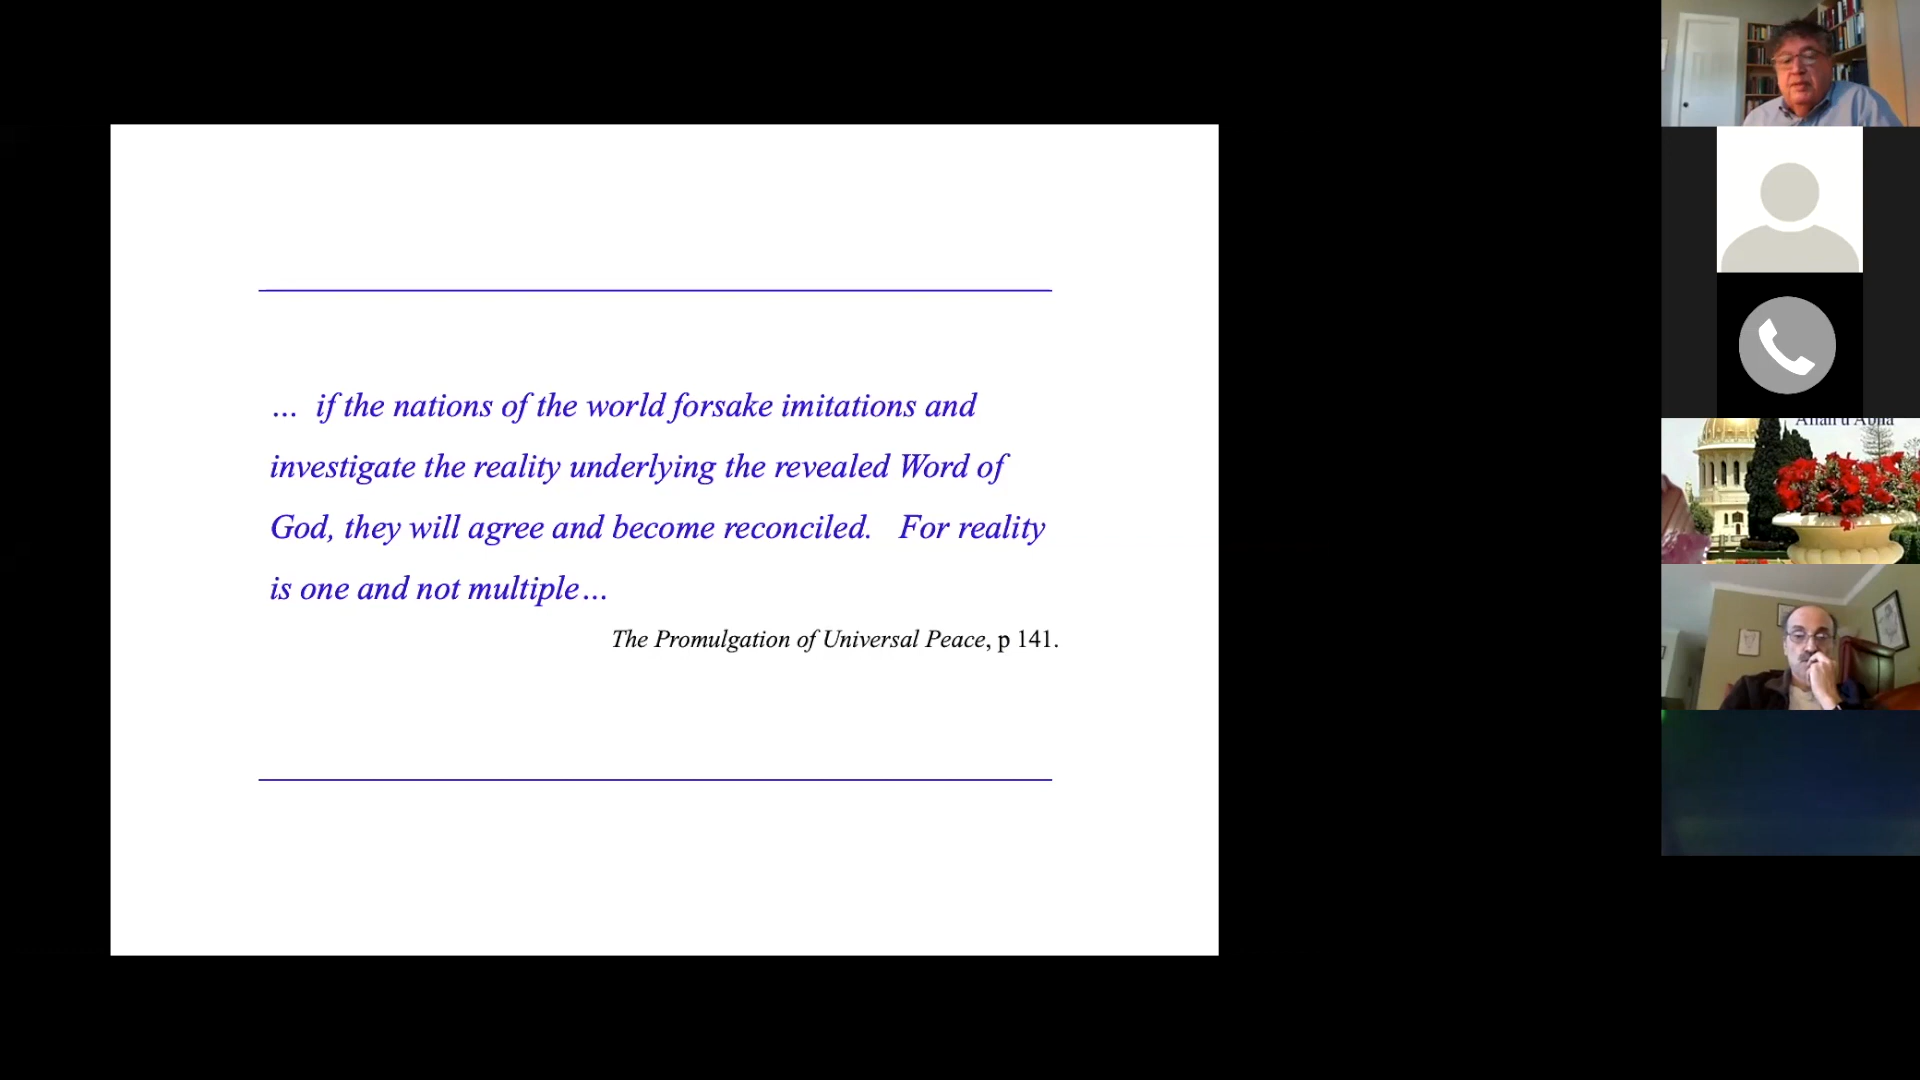 … if the nations of the world forsake imitations and
investigate the reality underlying the revealed Word of
God, they will agree and become reconciled. For reality
is one and not multiple…
The Promulgation of Universal Peace, p 141.